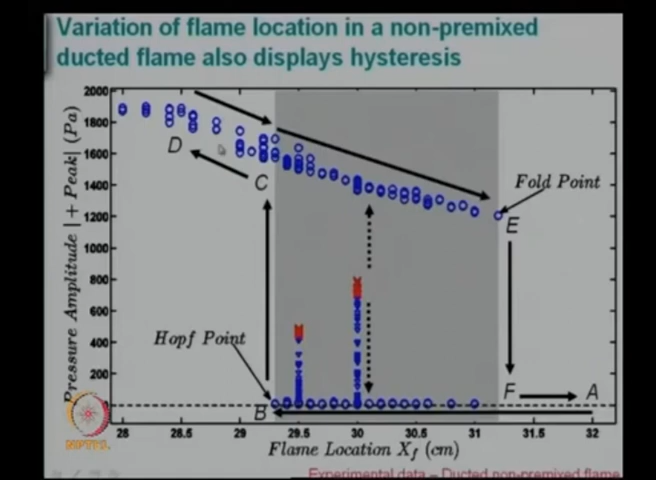 Variation of flame location in a non-premixed
ducted flame also displays hysteresis
Pressure Amplitude | + Peak| (Pa)
2000
1800
1600
1400
1200
1000
800
600
400
200
0
D
C
Fold Point
E
Hopf Point
F
A
B
28
28.5
29
29.5
30
30.5
31
31.5
32
Flame Location Xf (cm)
NPTEL
Experimental data – Ducted non-premixed flame